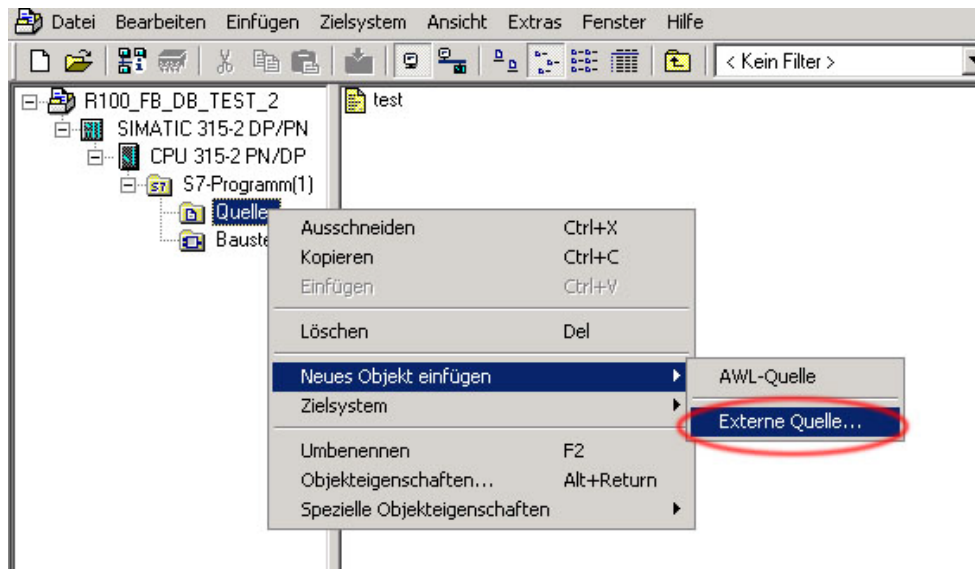 Datei Bearbeiten Einfügen Zielsystem Ansicht Extras Fenster Hilfe
< Kein Filter >
R100_FB_DB_TEST_2
test
SIMATIC 315-2 DP/PN
CPU 315-2 PN/DP
S7-Programm(1)
Quelle
Bauste
Ausschneiden Ctrl+X
Kopieren Ctrl+C
Einfügen Ctrl+V
Löschen Del
Neues Objekt einfügen
AWL-Quelle
Zielsystem
Externe Quelle...
Umbenennen F2
Objekteigenschaften... Alt+Return
Spezielle Objekteigenschaften